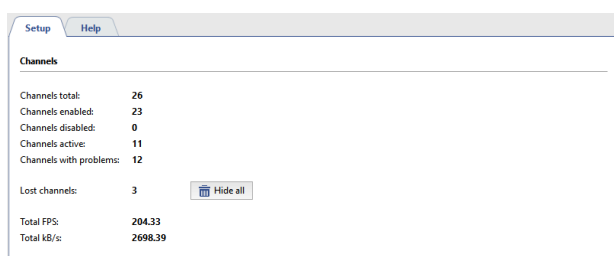 Setup Help
Channels
Channels total: 26
Channels enabled: 23
Channels disabled: 0
Channels active: 11
Channels with problems: 12
Lost channels: 3 Hide all
Total FPS: 204.33
Total kB/s: 2698.39